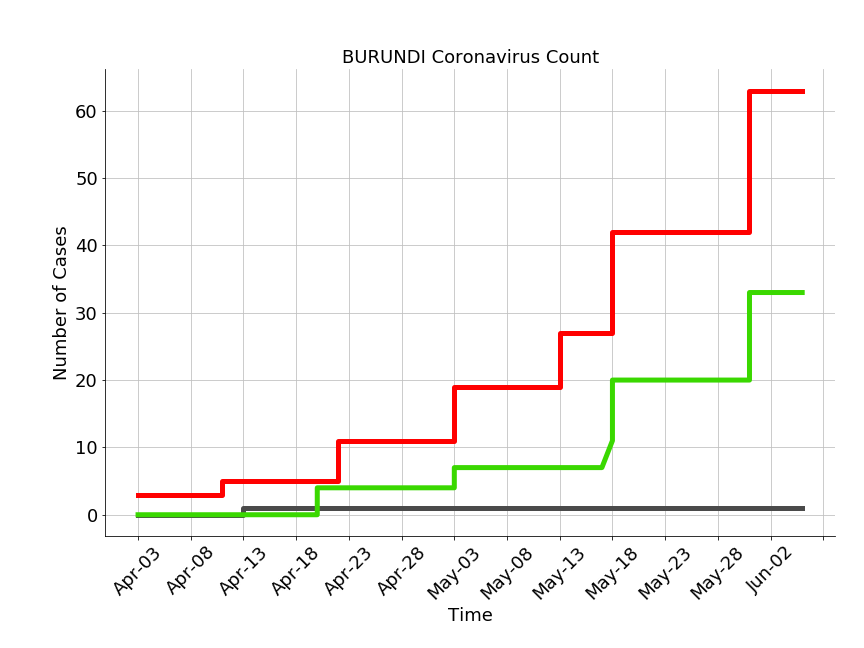 BURUNDI Coronavirus Count
Number of Cases
60
50
40
30
20
10
0
Apr-03
Apr-08
Apr-13
Apr-18
Apr-23
Apr-28
May-03
May-08
May-13
May-18
May-23
May-28
Jun-02
Time